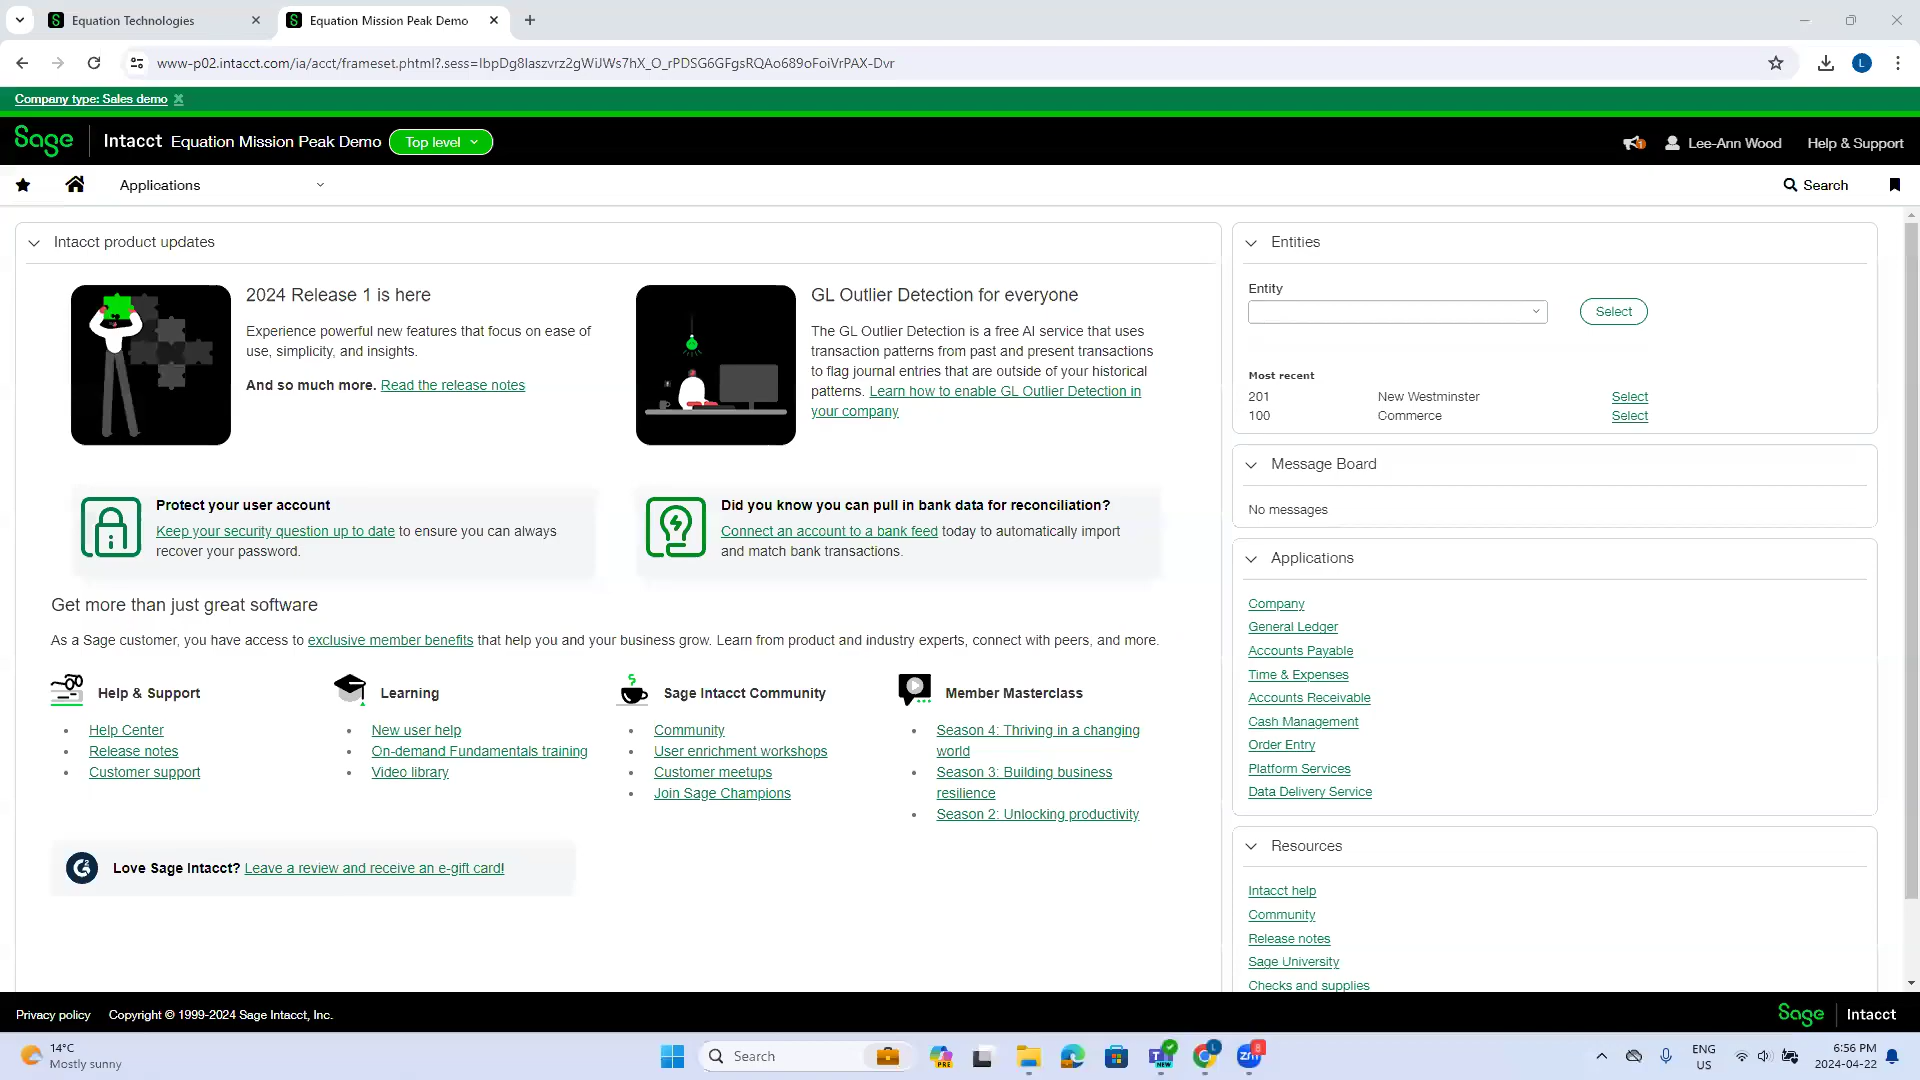 Equation Technologies
Equation Mission Peak Demo
www-p02.intacct.com/ia/acct/frameset.phtml?.sess=IbpDg8Iaszvrz2gWiJWs7hX_O_rPDSG6GFgsRQAo689oFoiVrPAX-Dvr
L
Company type: Sales demo
Sage Intacct Equation Mission Peak Demo Top level
1
Lee-Ann Wood
Help & Support
Applications
Search
Intacct product updates
2024 Release 1 is here
Experience powerful new features that focus on ease of
use, simplicity, and insights.
And so much more. Read the release notes
GL Outlier Detection for everyone
The GL Outlier Detection is a free AI service that uses
transaction patterns from past and present transactions
to flag journal entries that are outside of your historical
patterns. Learn how to enable GL Outlier Detection in
your company
Protect your user account
Keep your security question up to date to ensure you can always
recover your password.
Did you know you can pull in bank data for reconciliation?
Connect an account to a bank feed today to automatically import
and match bank transactions.
Get more than just great software
As a Sage customer, you have access to exclusive member benefits that help you and your business grow. Learn from product and industry experts, connect with peers, and more.
Help & Support
Help Center
Release notes
Customer support
Learning
New user help
On-demand Fundamentals training
Video library
Sage Intacct Community
Community
User enrichment workshops
Customer meetups
Join Sage Champions
Member Masterclass
Season 4: Thriving in a changing
world
Season 3: Building business
resilience
Season 2: Unlocking productivity
Love Sage Intacct? Leave a review and receive an e-gift card!
Entities
Entity
Select
Most recent
201 New Westminster Select
100 Commerce Select
Message Board
No messages
Applications
Company
General Ledger
Accounts Payable
Time & Expenses
Accounts Receivable
Cash Management
Order Entry
Platform Services
Data Delivery Service
Resources
Intacct help
Community
Release notes
Sage University
Checks and supplies
Privacy policy Copyright © 1999-2024 Sage Intacct, Inc.
Sage Intacct
14°C
Mostly sunny
Search
PRE
NEW
L
zm
8
ENG
US
6:56 PM
2024-04-22